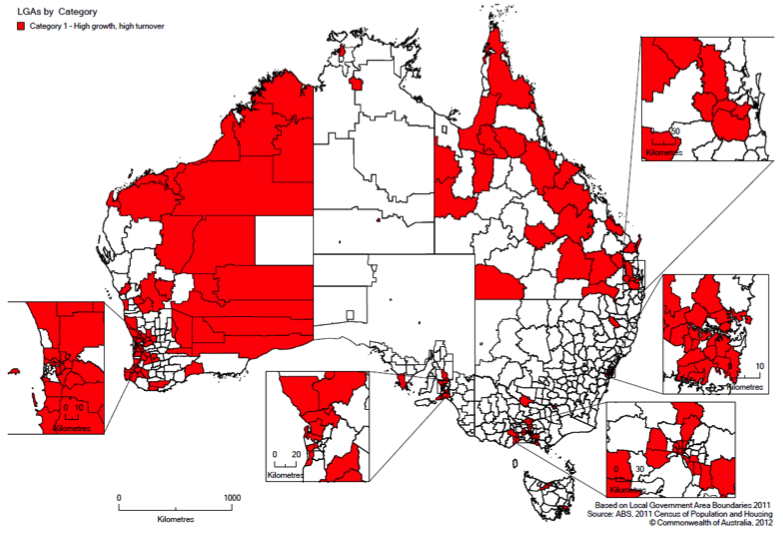 LGAs by Category
Category 1 - High growth, high turnover
0 50
Kilometres
0 10
Kilometres
0 10
Kilometres
0 20
Kilometres
0 30
Kilometres
0 1000
Kilometres
Based on Local Government Area Boundaries 2011
Source: ABS, 2011 Census of Population and Housing
© Commonwealth of Australia, 2012